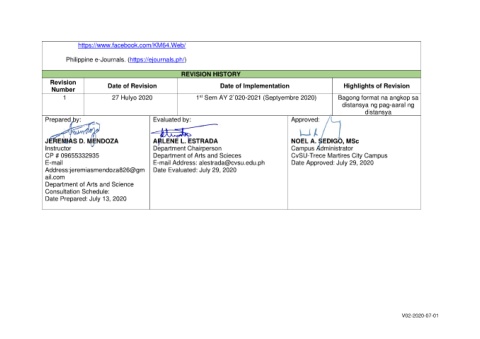 https://www.facebook.com/KM64.Web/
Philippine e-Journals. (https://ejournals.ph/)
REVISION HISTORY
Revision Number
Date of Revision
Date of Implementation
Highlights of Revision
1
27 Hulyo 2020
1st Sem AY 2`020-2021 (Septyembre 2020)
Bagong format na angkop sa
distansya ng pag-aaral ng
distansya
Prepared by:
JEREMIAS D. MENDOZA
Instructor
CP # 09655332935
E-mail
Address:jeremiasmendoza826@gm
ail.com
Department of Arts and Science
Consultation Schedule:
Date Prepared: July 13, 2020
Evaluated by:
ABLENE L. ESTRADA
Department Chairperson
Department of Arts and Scieces
E-mail Address: alestrada@cvsu.edu.ph
Date Evaluated: July 29, 2020
Approved:
NOEL A. SEDIGO, MSc
Campus Administrator
CvSU-Trece Martires City Campus
Date Approved: July 29, 2020
V02-2020-07-01